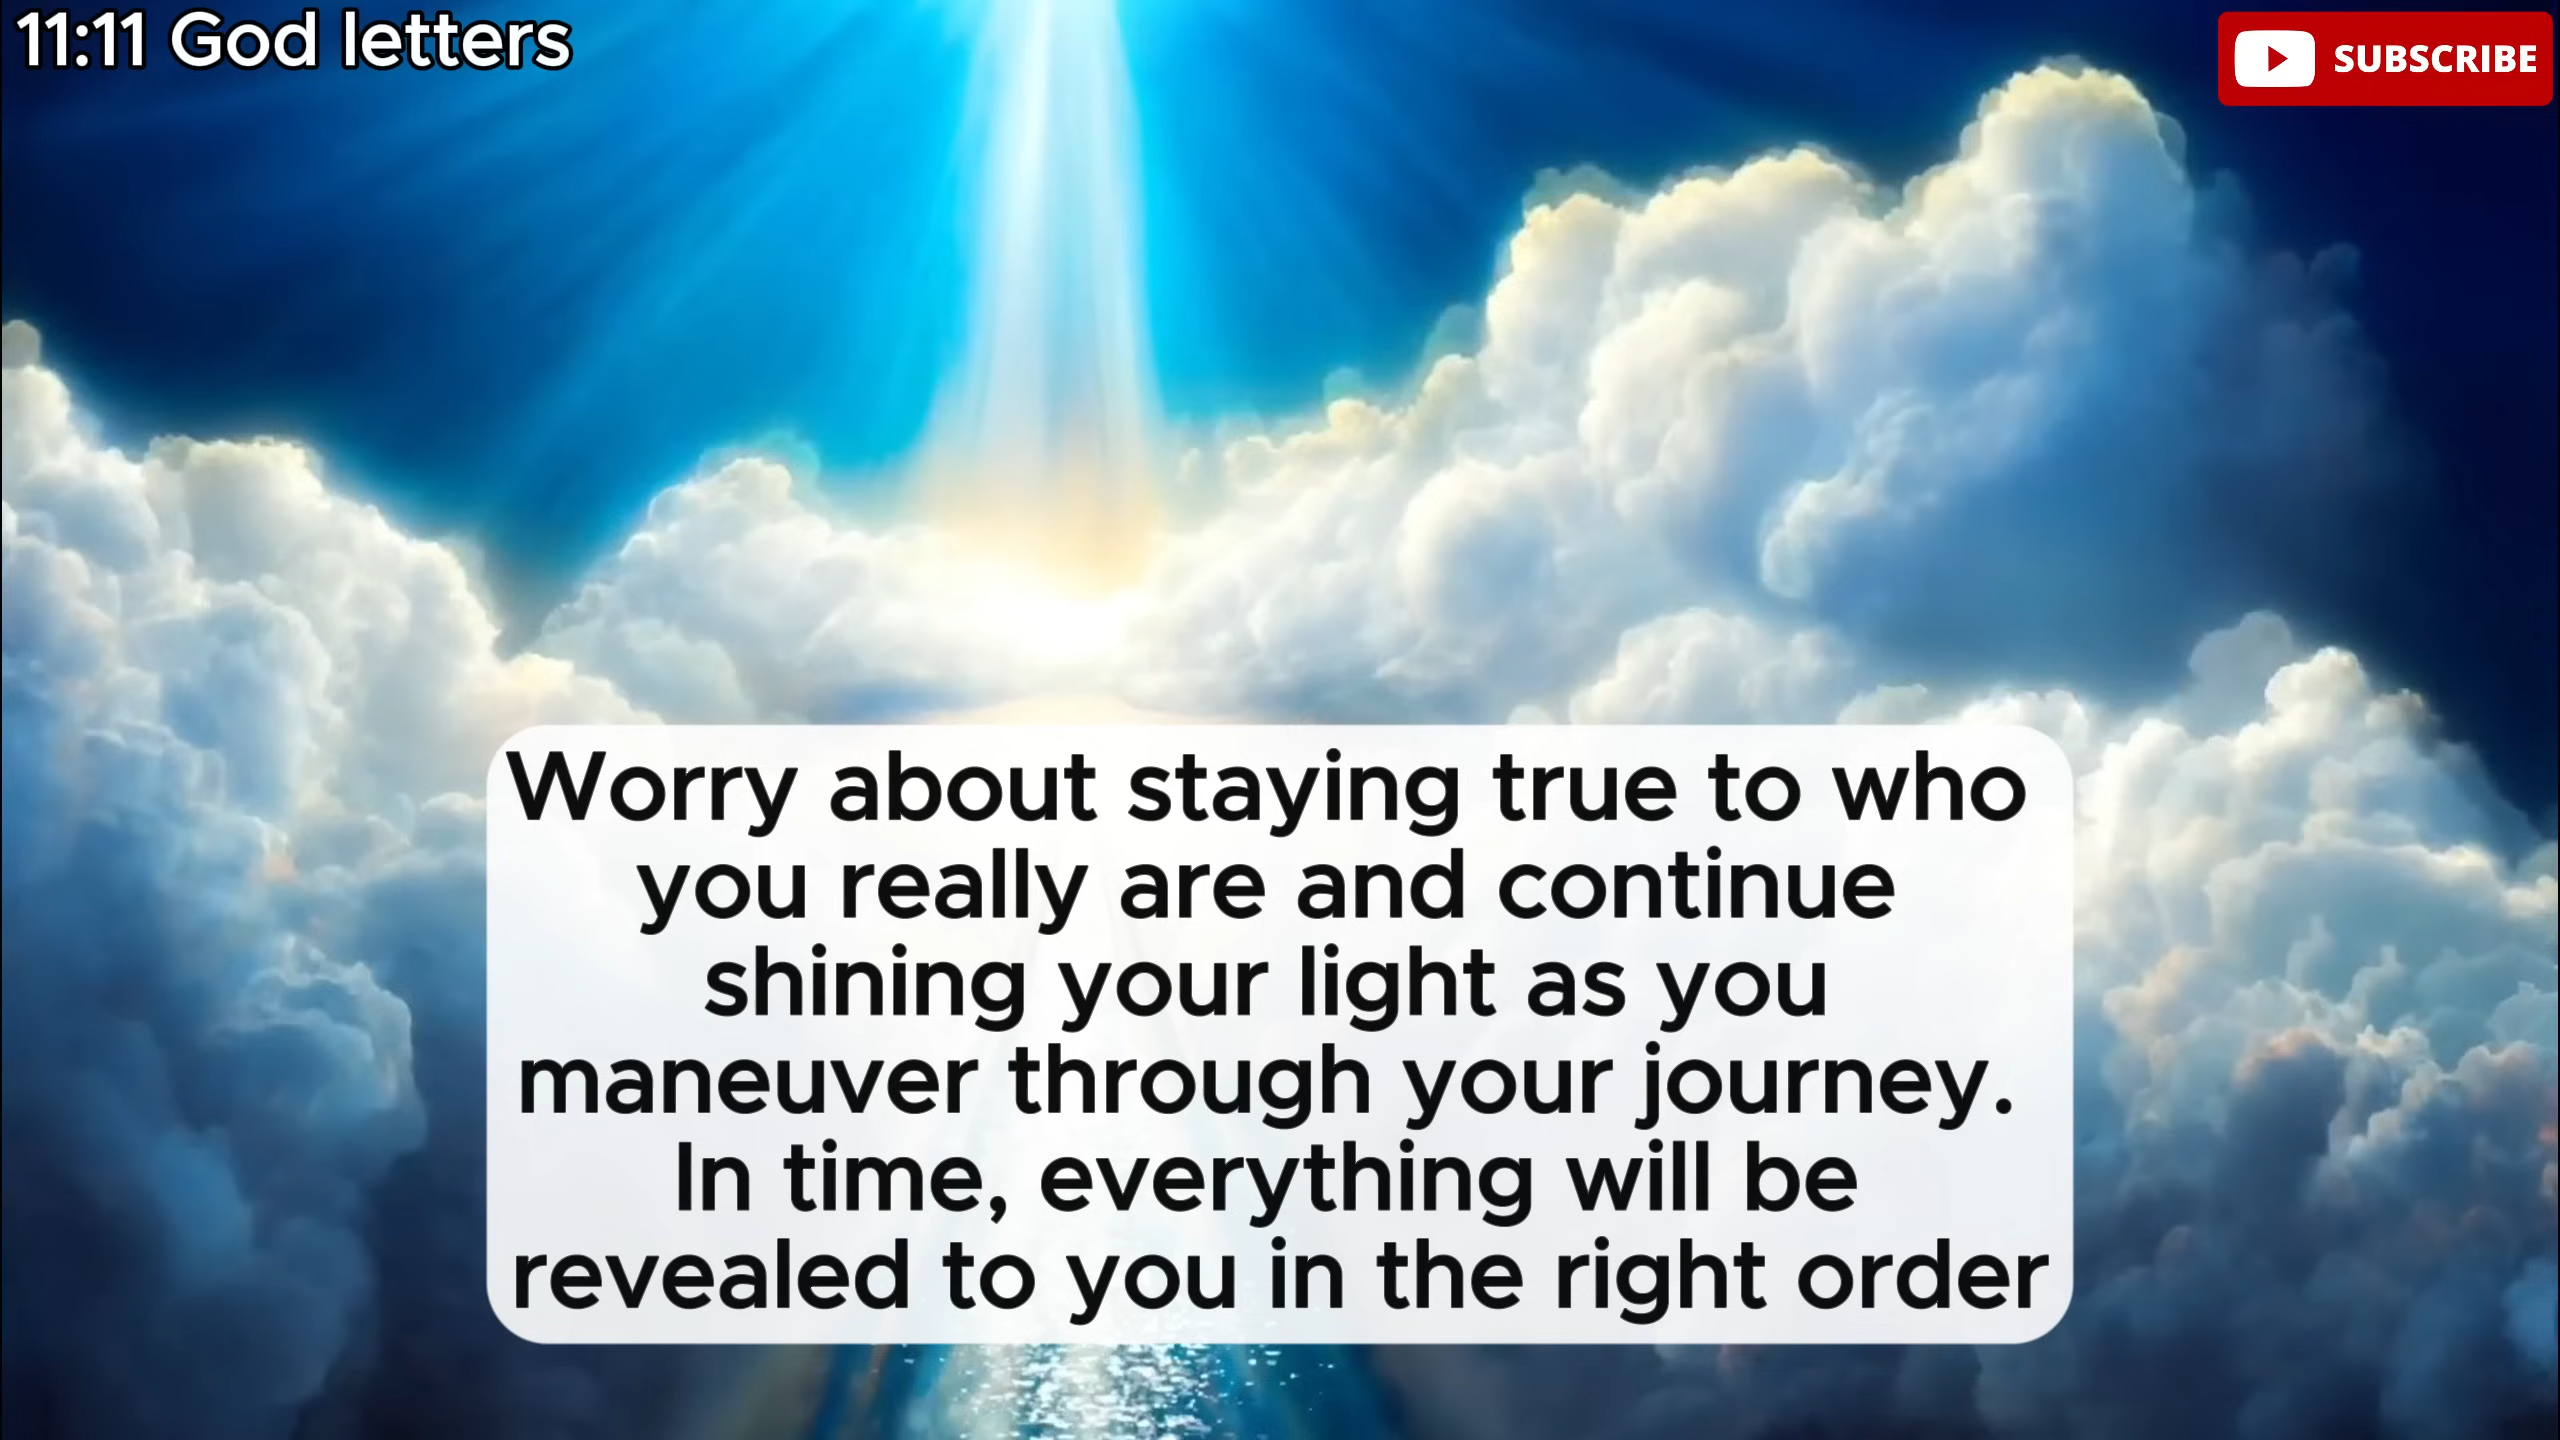 11:11 God letters
SUBSCRIBE
Worry about staying true to who
you really are and continue
shining your light as you
maneuver through your journey.
In time, everything will be
revealed to you in the right order